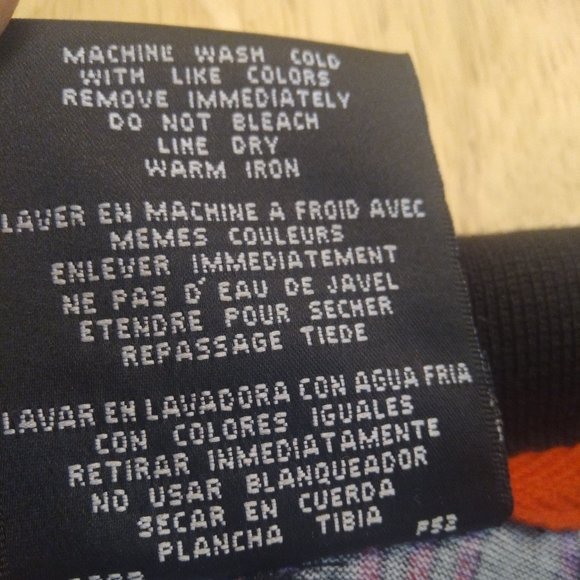 MACHINE WASH COLD
WITH LIKE COLORS
REMOVE IMMEDIATELY
DO NOT BLEACH
LINE DRY
WARM IRON
LAVER EN MACHINE A FROID AVEC
MEMES COULEURS
ENLEVER IMMEDIATEMENT
NE PAS D'EAU DE JAVEL
ETENDRE POUR SECHER
REPASSAGE TIEDE
LAVAR EN LAVADORA CON AGUA FRIA
CON COLORES IGUALES
RETIRAR INMEDIATAMENTE
NO USAR BLANQUEADOR
SECAR EN CUERDA
PLANCHA TIBIA F52